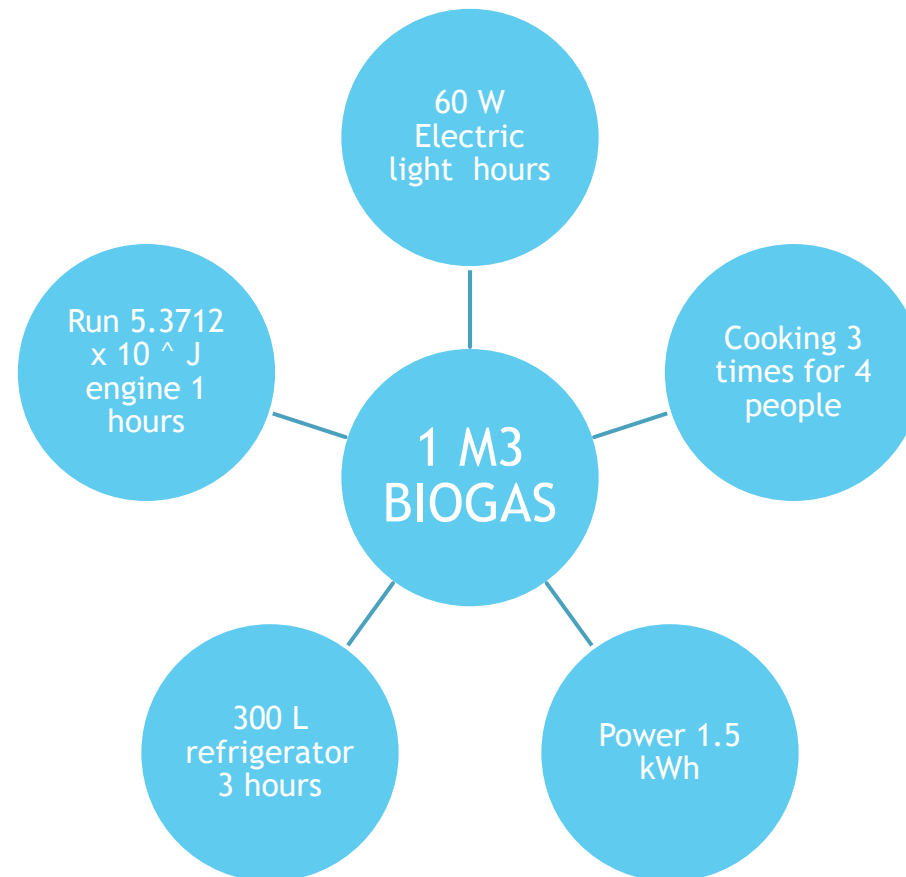 60 W
Electric
light hours
Run 5.3712
x 10 ^ J
engine 1
hours
Cooking 3
times for 4
people
1 M3
BIOGAS
300 L
refrigerator
3 hours
Power 1.5
kWh